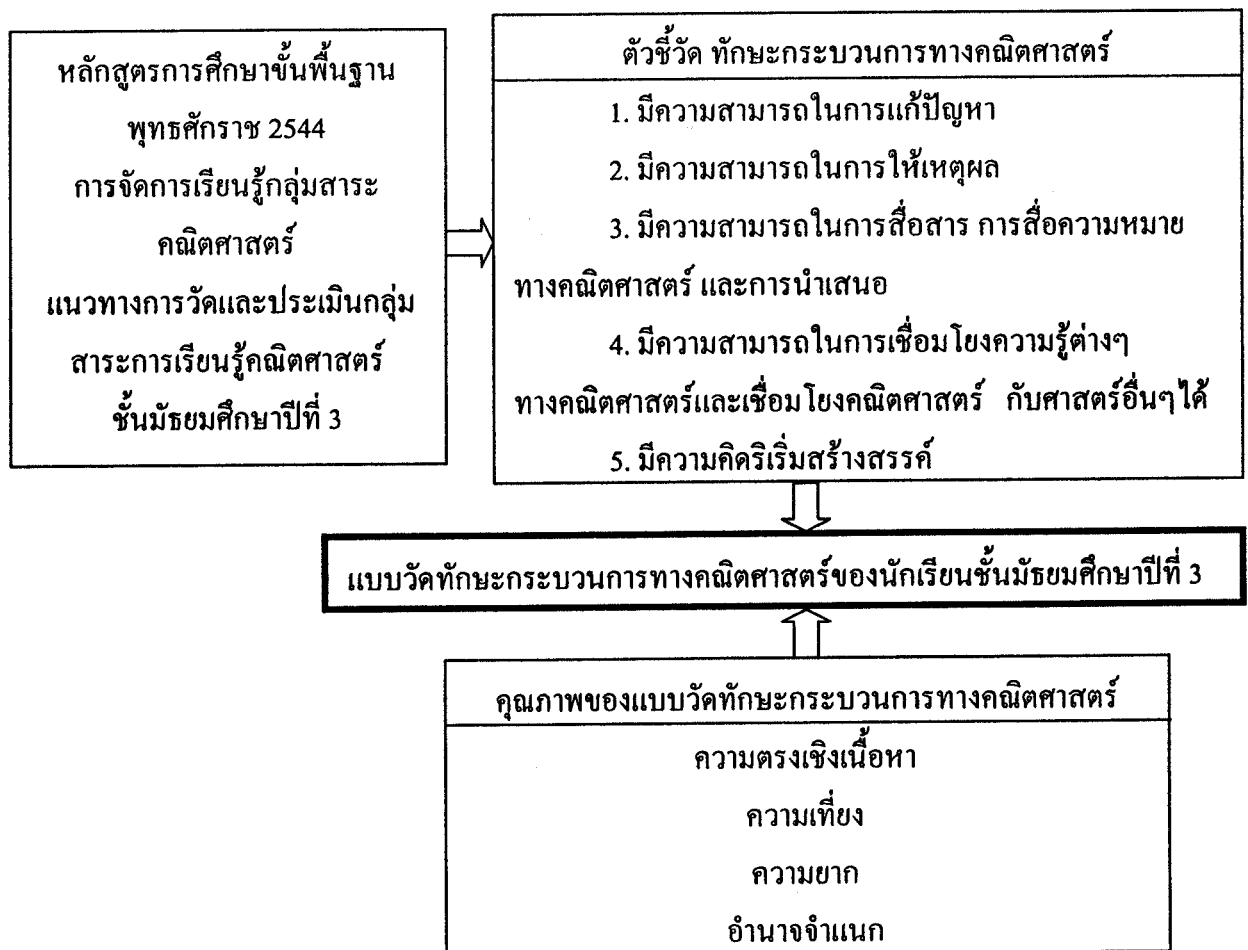 หลักสูตรการศึกษาขั้นพื้นฐาน
พุทธศักราช 2544
การจัดการเรียนรู้กลุ่มสาระ
คณิตศาสตร์
แนวทางการวัดและประเมินกลุ่ม
สาระการเรียนรู้คณิตศาสตร์
ชั้นมัธยมศึกษาปีที่ 3
ตัวชี้วัด ทักษะกระบวนการทางคณิตศาสตร์
1. มีความสามารถในการแก้ปัญหา
2. มีความสามารถในการให้เหตุผล
3. มีความสามารถในการสื่อสาร การสื่อความหมาย
ทางคณิตศาสตร์ และการนำเสนอ
4. มีความสามารถในการเชื่อมโยงความรู้ต่างๆ
ทางคณิตศาสตร์และเชื่อมโยงคณิตศาสตร์ กับศาสตร์อื่นๆ ได้
5. มีความคิดริเริ่มสร้างสรรค์
แบบวัดทักษะกระบวนการทางคณิตศาสตร์ของนักเรียนชั้นมัธยมศึกษาปีที่ 3
คุณภาพของแบบวัดทักษะกระบวนการทางคณิตศาสตร์
ความตรงเชิงเนื้อหา
ความเที่ยง
ความยาก
อำนาจจำแนก